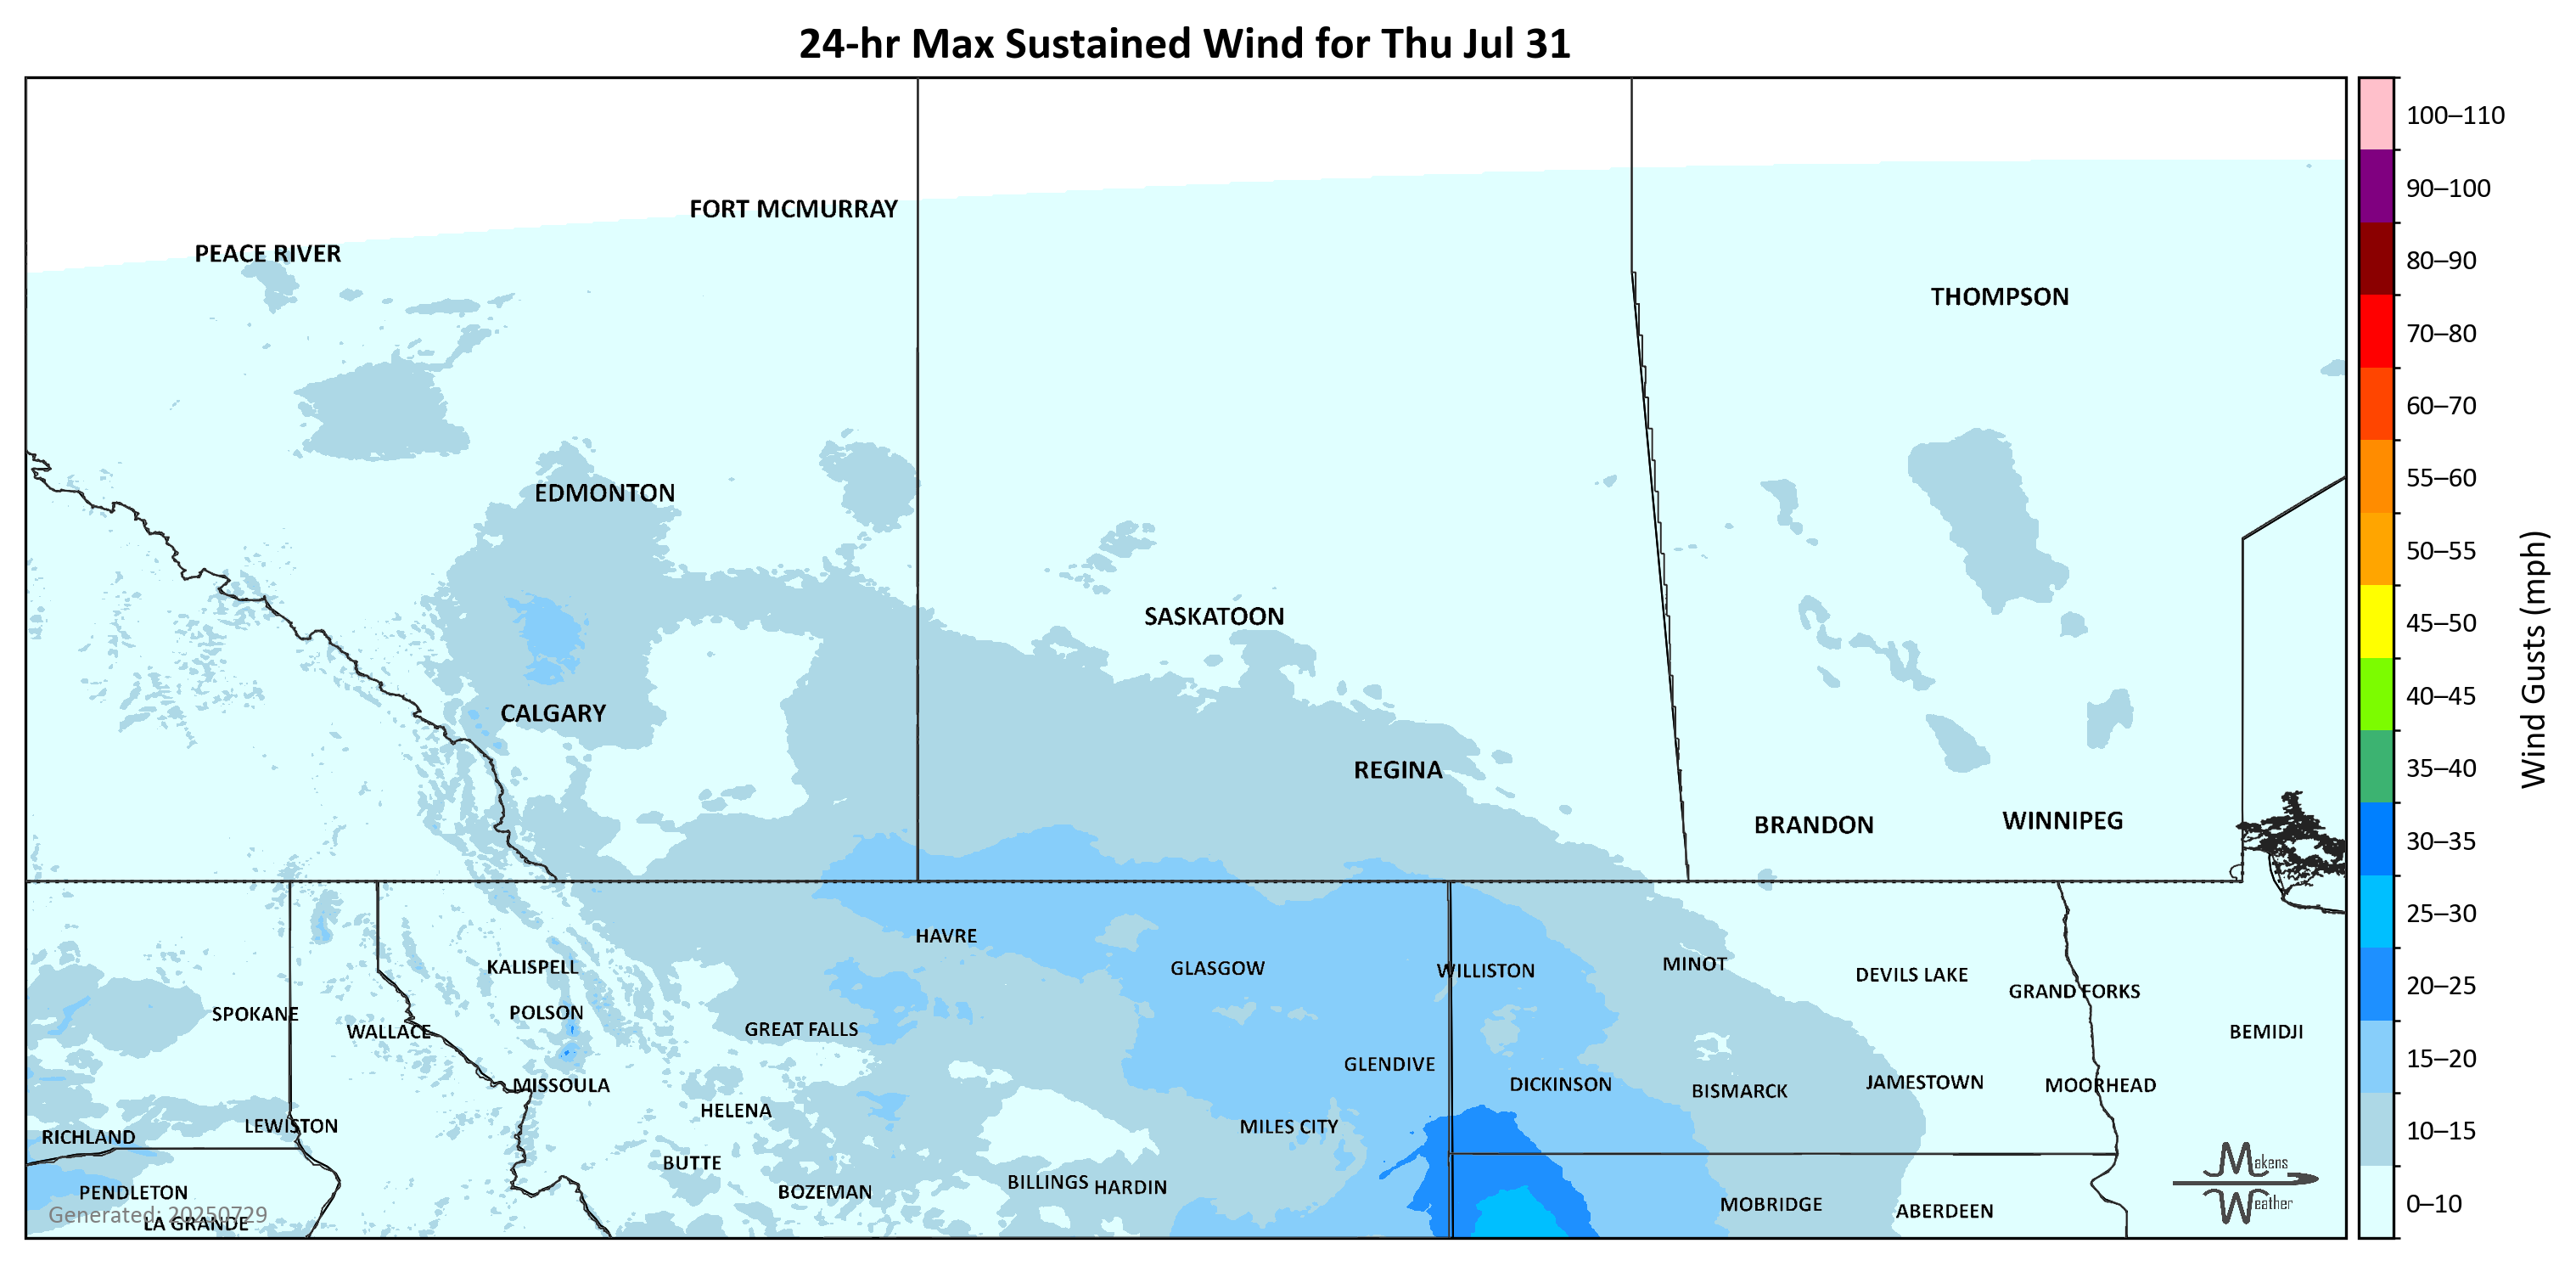 24-hr Max Sustained Wind for Thu Jul 31
100–110
90–100
80–90
70–80
60–70
55–60
50–55
45–50
40–45
35–40
30–35
25–30
20–25
15–20
10–15
0–10
Wind Gusts (mph)
FORT MCMURRAY
PEACE RIVER
THOMPSON
EDMONTON
SASKATOON
CALGARY
REGINA
BRANDON
WINNIPEG
HAVRE
KALISPELL
GLASGOW
WILLISTON
MINOT
DEVILS LAKE
GRAND FORKS
SPOKANE
POLSON
WALLACE
GREAT FALLS
BEMIDJI
GLENDIVE
MISSOULA
DICKINSON
BISMARCK
JAMESTOWN
MOORHEAD
HELENA
LEWISTON
MILES CITY
RICHLAND
BUTTE
BILLINGS
HARDIN
PENDLETON
BOZEMAN
MOBRIDGE
ABERDEEN
Generated: 20250729
LA GRANDE
Makens
Weather